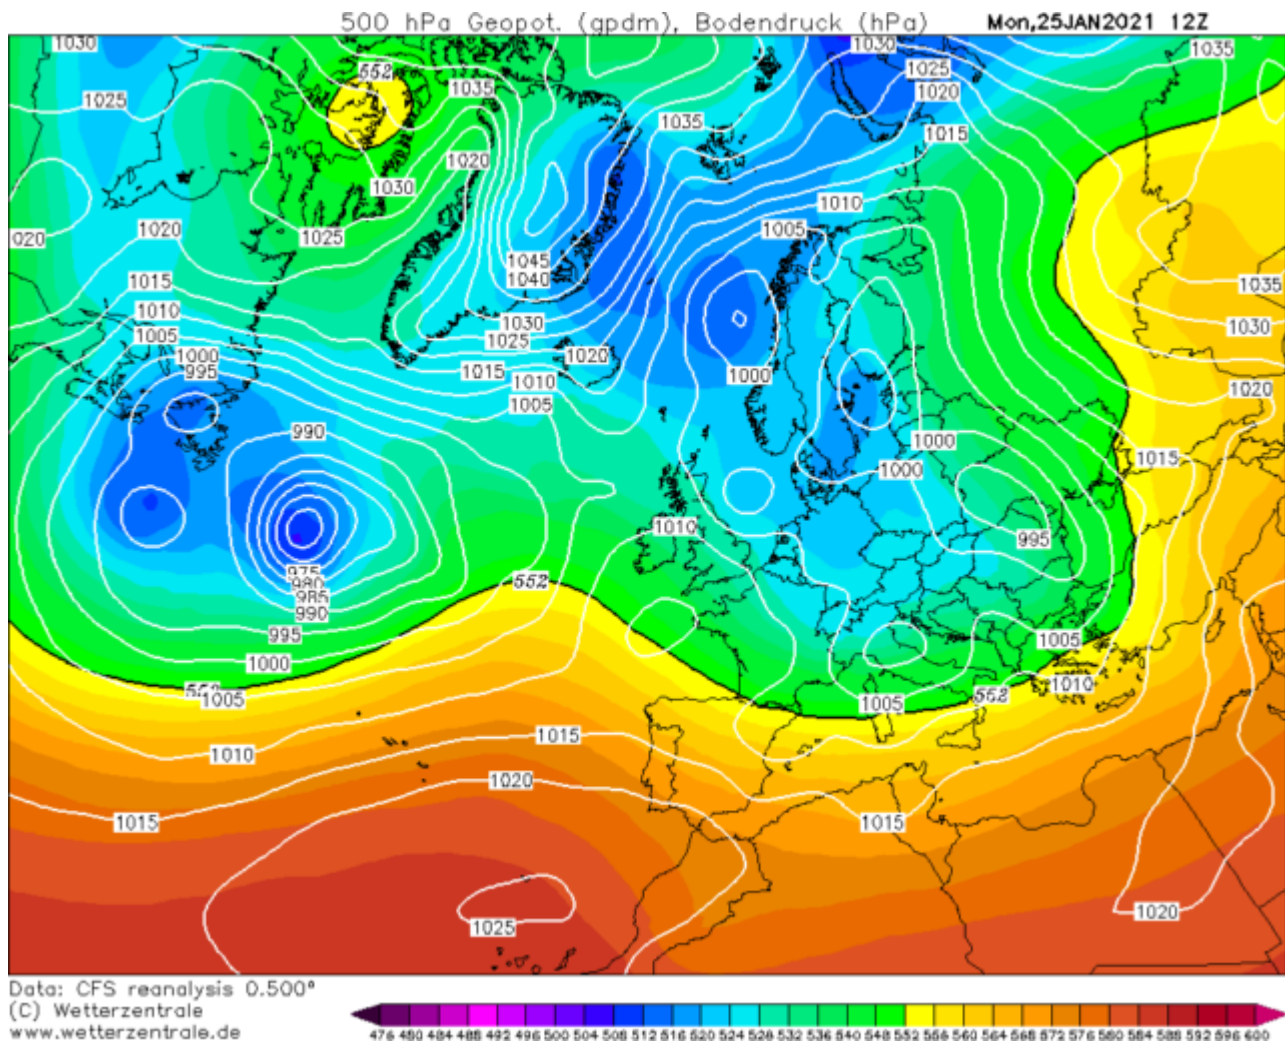 500 hPa Geopot. (gpdm), Bodendruck (hPa) Mon,25JAN2021 12Z
1030 552 1030 1035
1025 1035 1025
1020
1035
1015
1020
1030
1010
1020 1025 1020 1005
1045
1015 1040 1035
1010 1030 1030
1005 1025
1000 1015 1020
995 1010 1000 1020
1005
990 1000
1000 1015
1010
995
975 552
980
985
990
995 1005
1000
552 1010
1005 1005 552
1010 1015
1020
1015 1015
1025 1020
Data: CFS reanalysis 0.500°
(C) Wetterzentrale
www.wetterzentrale.de
476 480 484 488 492 496 500 504 508 512 516 520 524 528 532 536 540 544 548 552 556 560 564 568 572 576 580 584 588 592 596 600